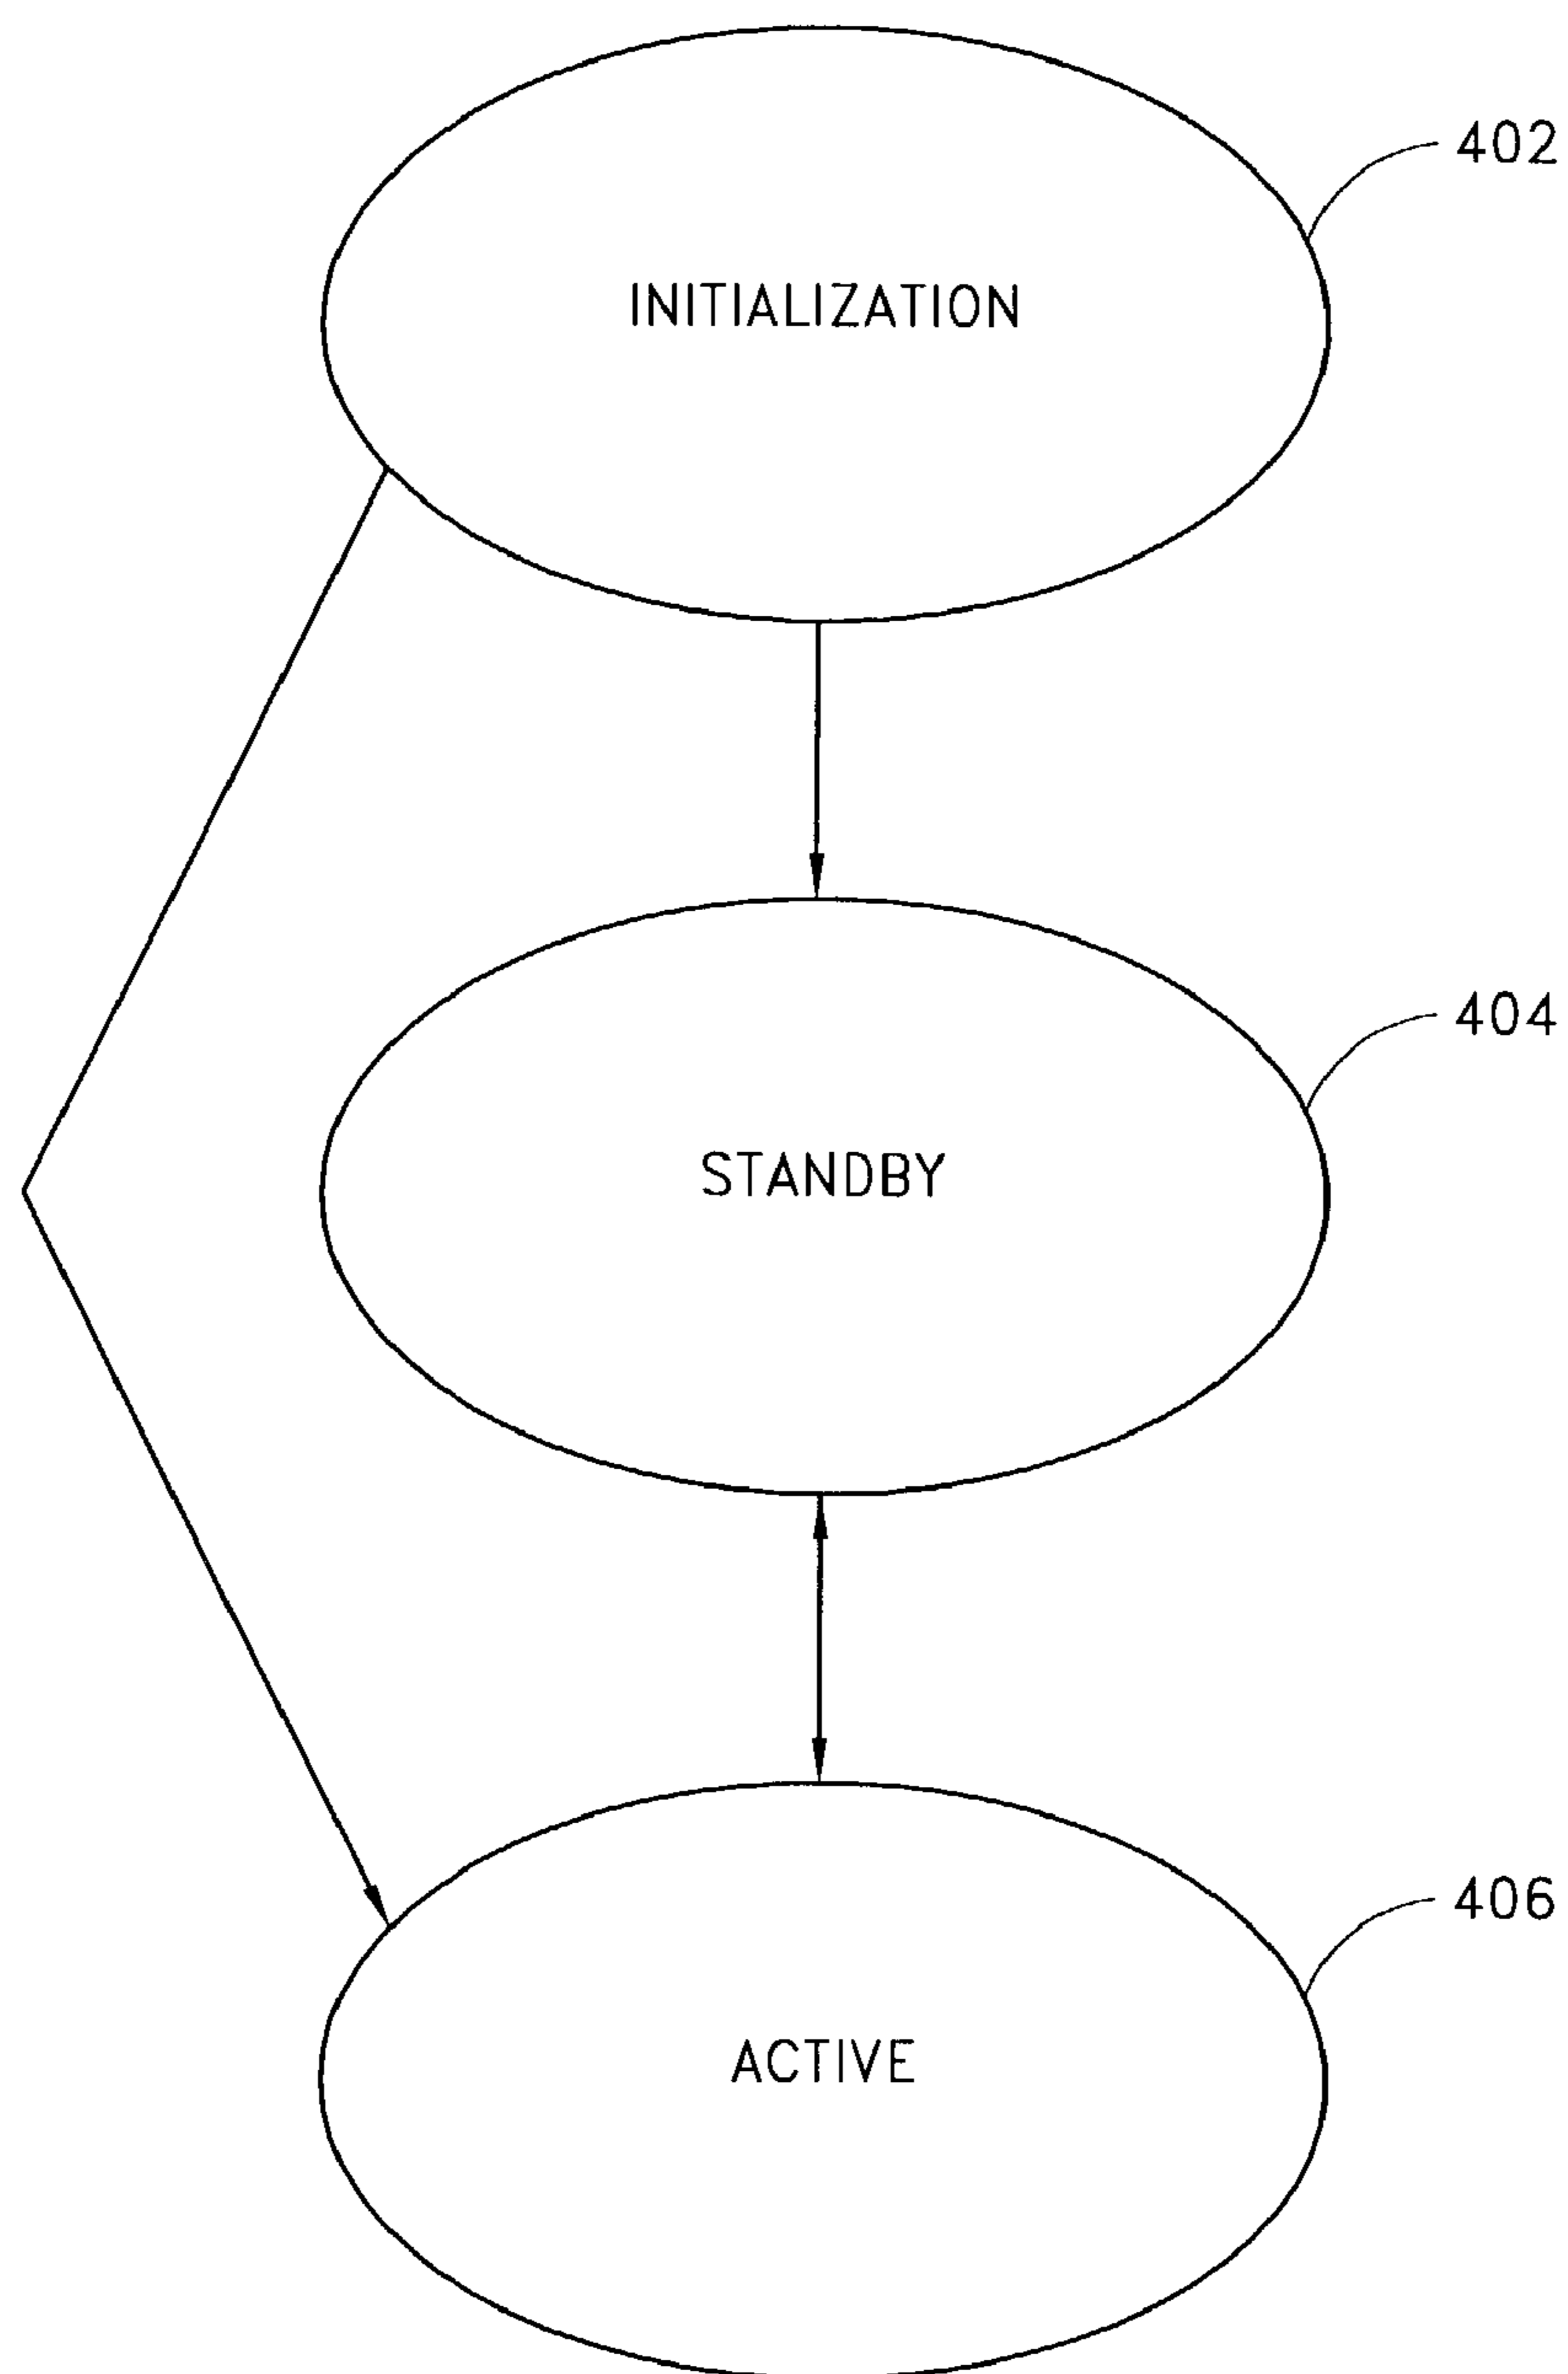 402
INITIALIZATION
404
STANDBY
406
ACTIVE